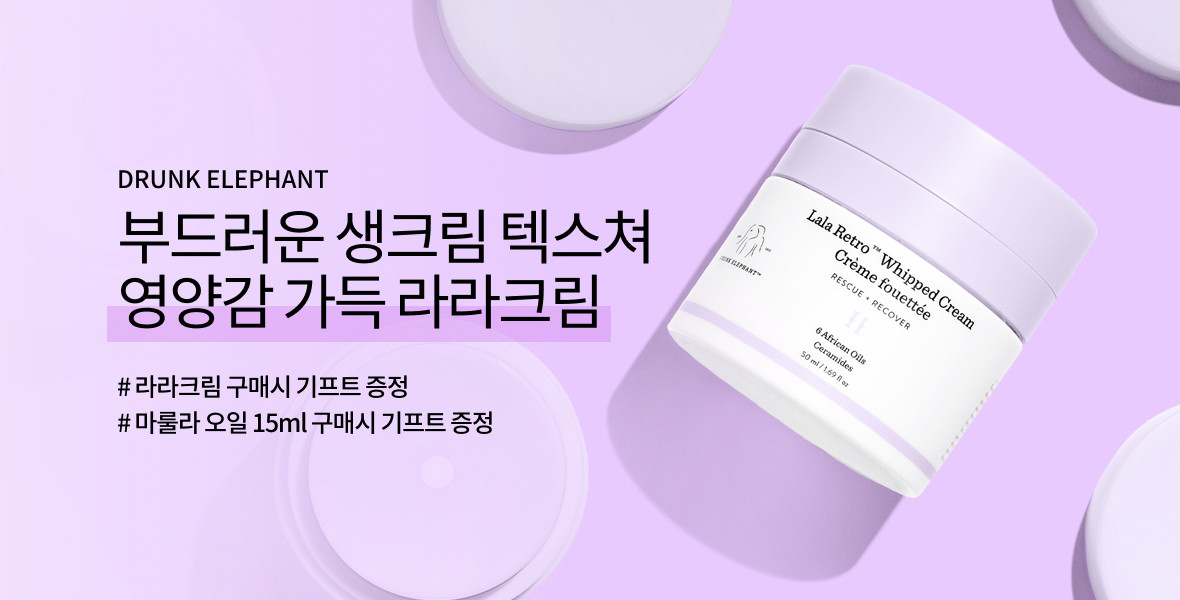 DRUNK ELEPHANT
부드러운 생크림 텍스쳐
영양감 가득 라라크림
# 라라크림 구매시 기프트 증정
# 마룰라 오일 15ml 구매시 기프트 증정
Lala Retro™ Whipped Cream
Crème fouettée
RESCUE + RECOVER
6 African Oils
Ceramides
50 ml / 1.69 fl oz
ELEPHANT™